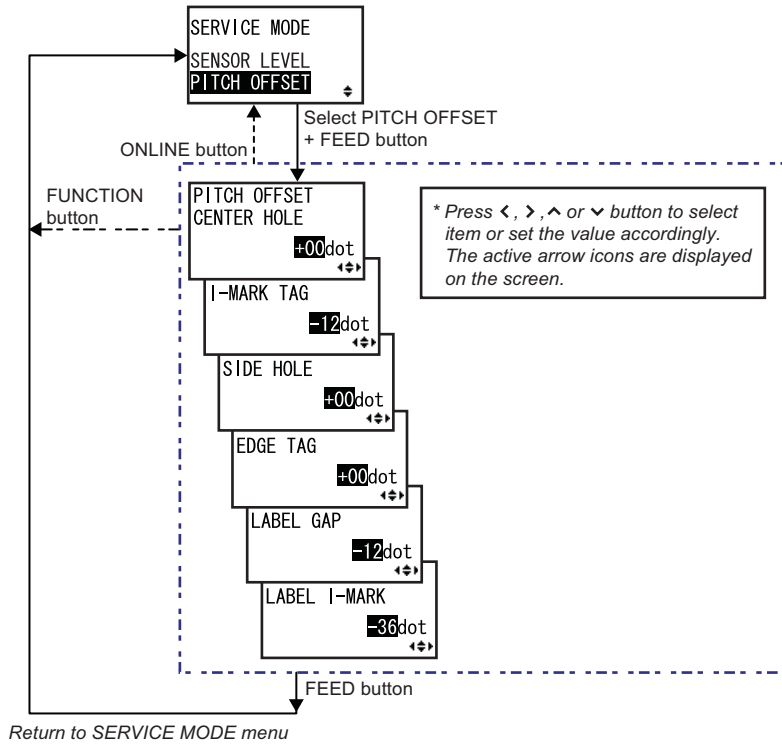 SERVICE MODE
SENSOR LEVEL
PITCH OFFSET
Select PITCH OFFSET
+ FEED button
ONLINE button
FUNCTION
button
PITCH OFFSET
CENTER HOLE
+00dot
I-MARK TAG
-12dot
SIDE HOLE
+00dot
EDGE TAG
+00dot
LABEL GAP
-12dot
LABEL I-MARK
-36dot
* Press <, >, ∧ or ∨ button to select
item or set the value accordingly.
The active arrow icons are displayed
on the screen.
FEED button
Return to SERVICE MODE menu